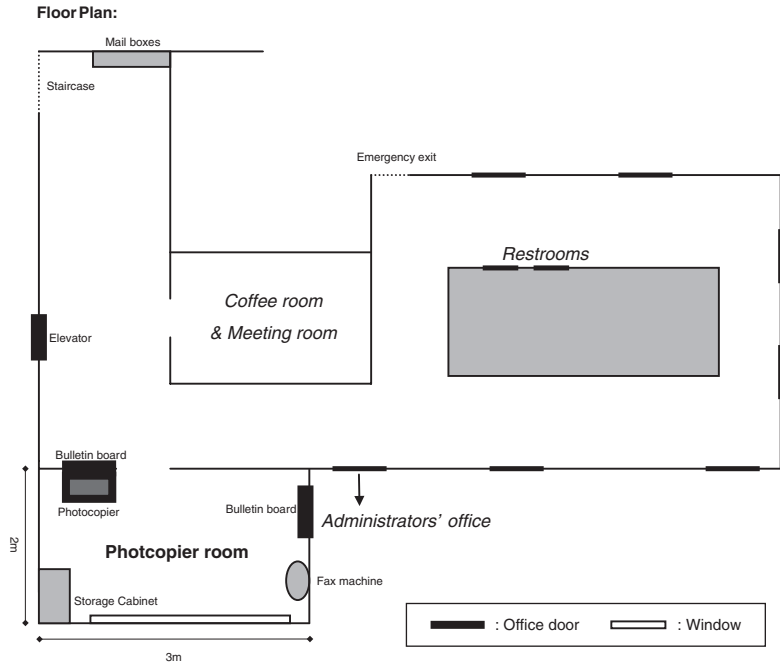 Floor Plan:
Mail boxes
Staircase
Emergency exit
Restrooms
Coffee room
& Meeting room
Elevator
Bulletin board
Photocopier
Bulletin board
Administrators' office
2m
Photcopier room
Fax machine
Storage Cabinet
: Office door
: Window
3m